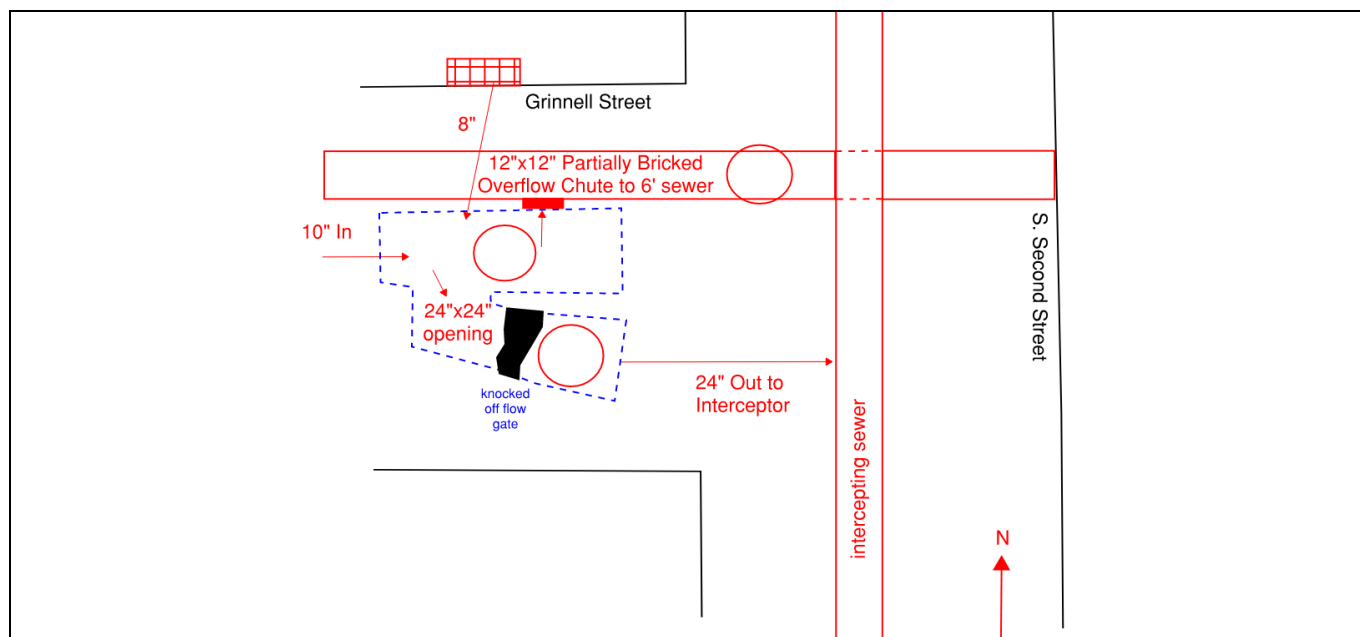 Grinnell Street
8"
12"x12" Partially Bricked
Overflow Chute to 6' sewer
10" In
24"x24"
opening
knocked
off flow
gate
24" Out to
Interceptor
intercepting sewer
S. Second Street
N